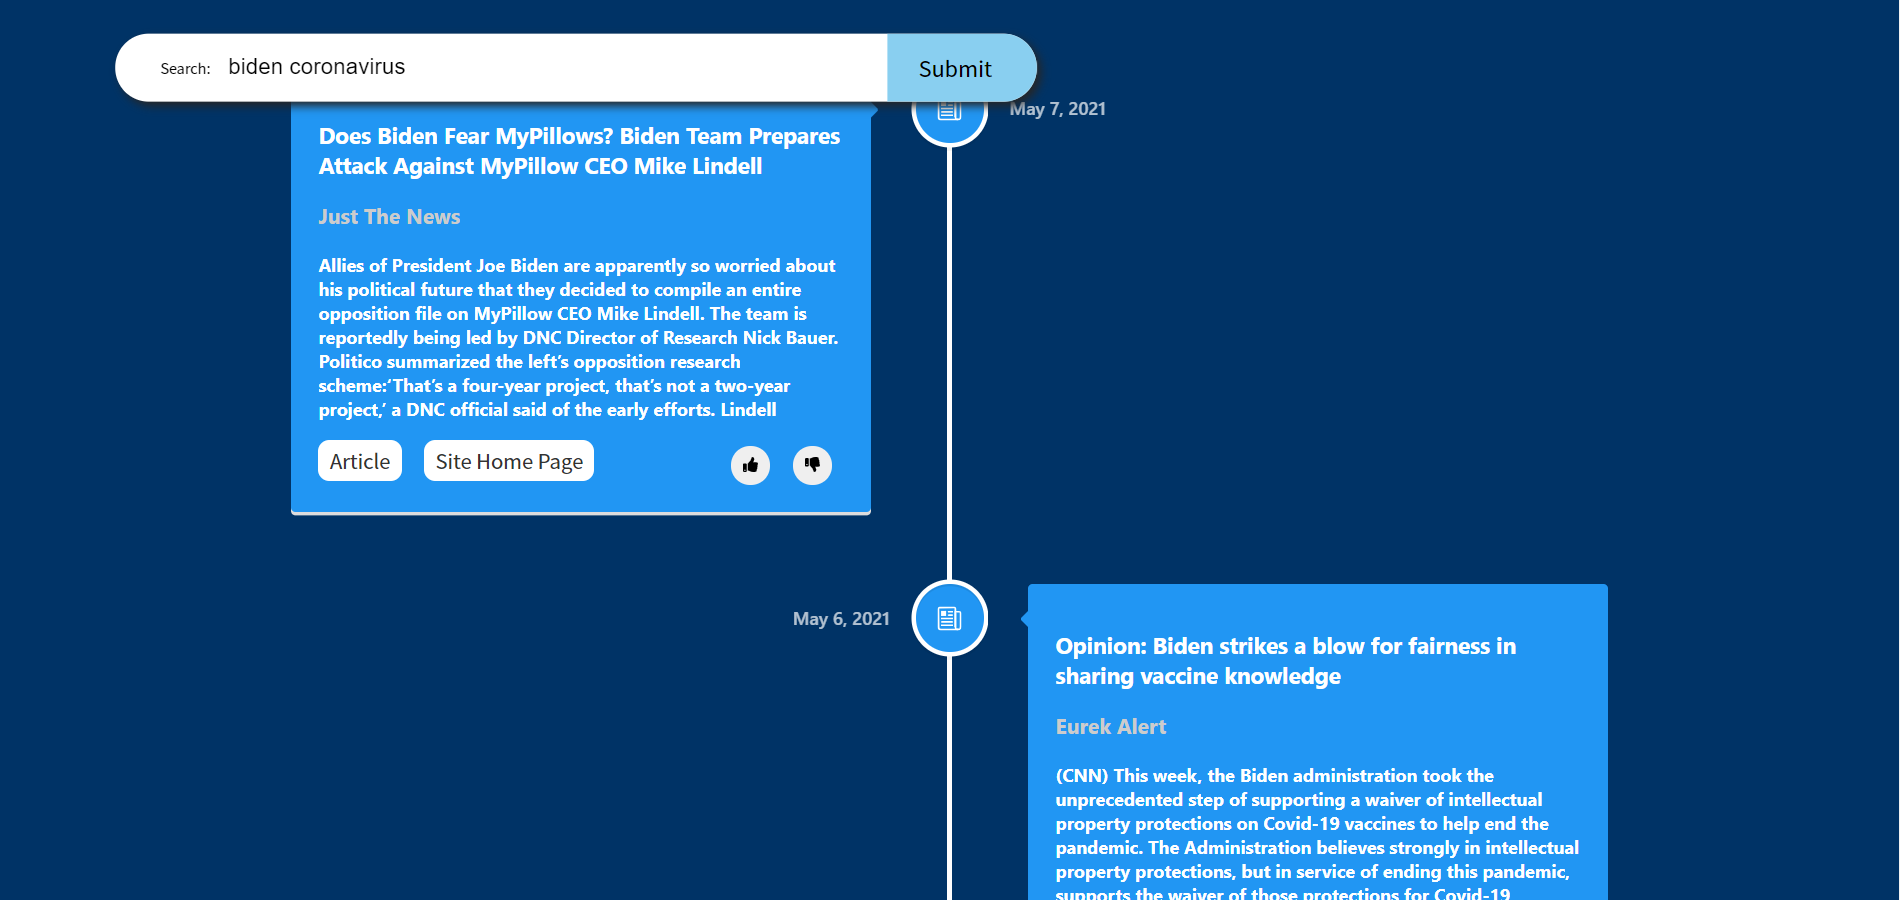 Search: biden coronavirus
Submit
May 7, 2021
Does Biden Fear MyPillows? Biden Team Prepares
Attack Against MyPillow CEO Mike Lindell
Just The News
Allies of President Joe Biden are apparently so worried about
his political future that they decided to compile an entire
opposition file on MyPillow CEO Mike Lindell. The team is
reportedly being led by DNC Director of Research Nick Bauer.
Politico summarized the left’s opposition research
scheme:‘That’s a four-year project, that’s not a two-year
project,’ a DNC official said of the early efforts. Lindell
Article
Site Home Page
May 6, 2021
Opinion: Biden strikes a blow for fairness in
sharing vaccine knowledge
Eurek Alert
(CNN) This week, the Biden administration took the
unprecedented step of supporting a waiver of intellectual
property protections on Covid-19 vaccines to help end the
pandemic. The Administration believes strongly in intellectual
property protections, but in service of ending this pandemic,
supports the waiver of those protections for Covid-19